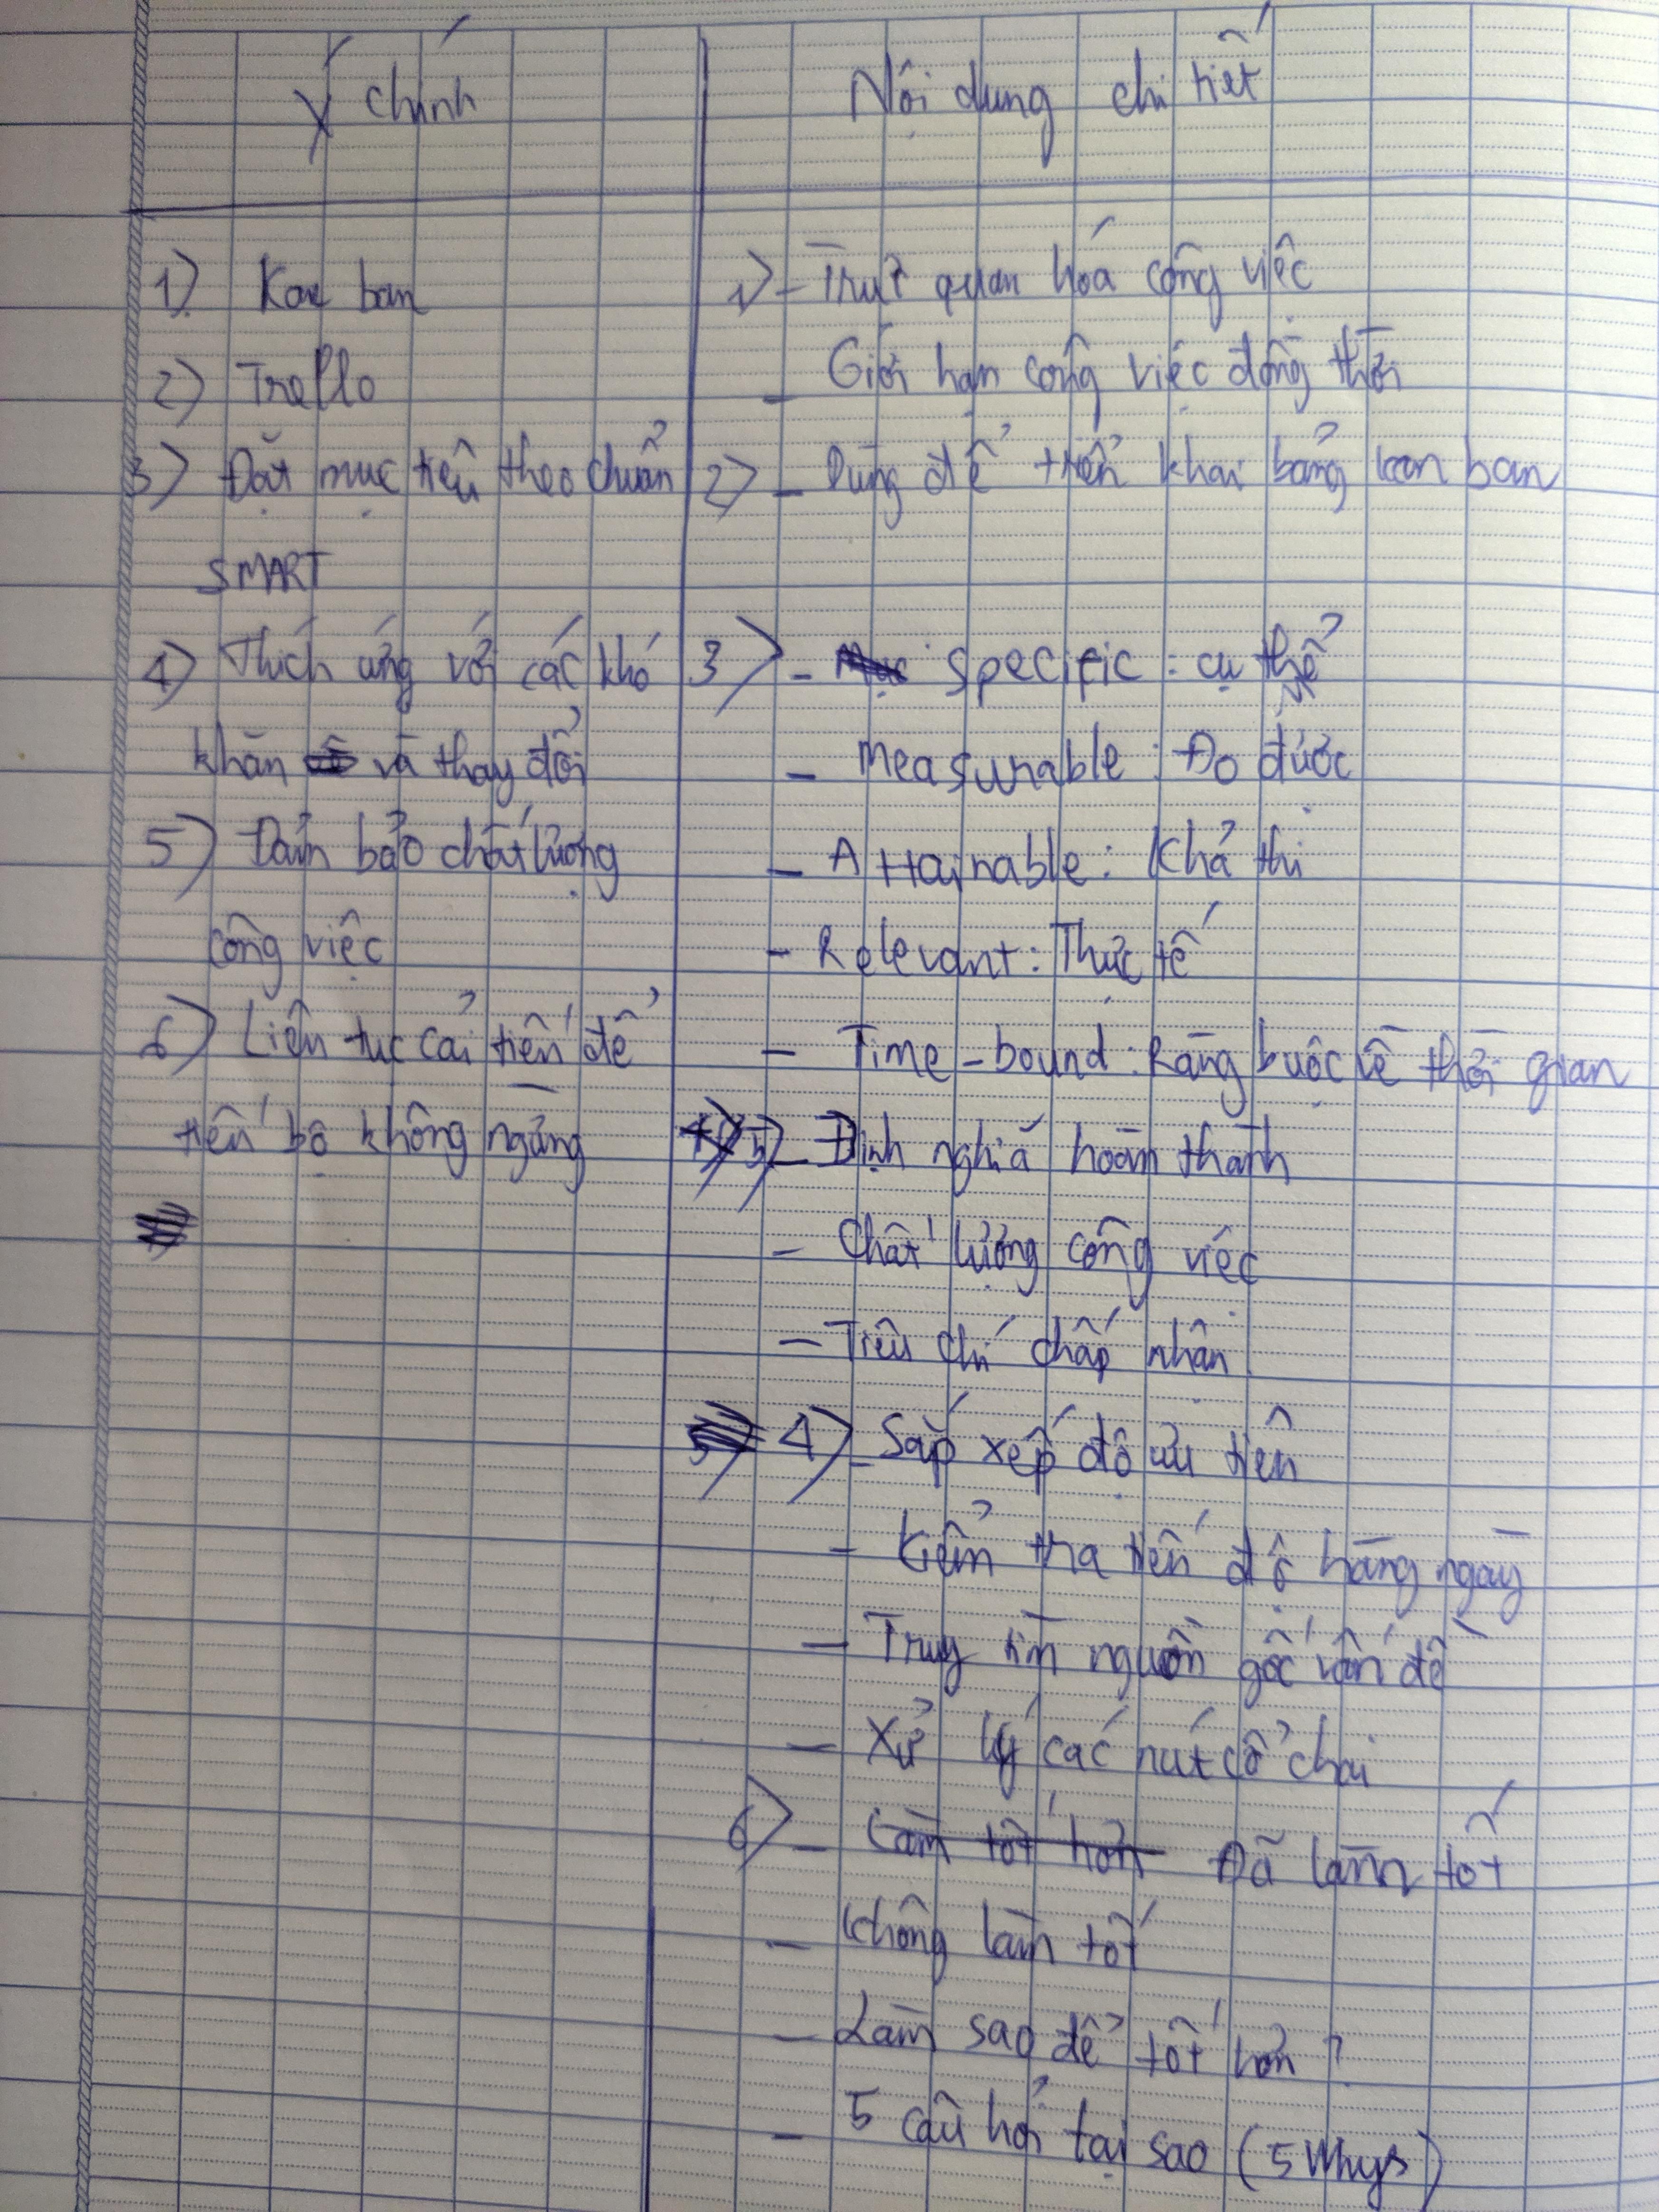 Ý chính
1) Kan ban
2) Trello
3) Đặt mục tiêu theo chuẩn
SMART
4) Thích ứng với các khó
khăn và thay đổi
5) Đảm bảo chất lượng
công việc
6) Liên tục cải tiến để
tiến bộ không ngừng
Nội dung chi tiết
1) - Trực quan hóa công việc
- Giới hạn công việc đồng thời
2) - Dùng để triển khai bảng kan ban
3) - Specific : cụ thể
- Measurable : Đo được
- Attainable : Khả thi
- Relevant : Thực tế
- Time-bound : Ràng buộc về thời gian
5) - Định nghĩa hoàn thành
- Chất lượng công việc
- Tiêu chí chấp nhận
4) - Sắp xếp độ ưu tiên
- Kiểm tra tiến độ hàng ngày
- Truy tìm nguồn gốc vấn đề
- Xử lý các nút cổ chai
6) - Làm tốt hơn Đã làm tốt
- Không làm tốt
- Làm sao để tốt hơn ?
- 5 câu hỏi tại sao (5 Whys)